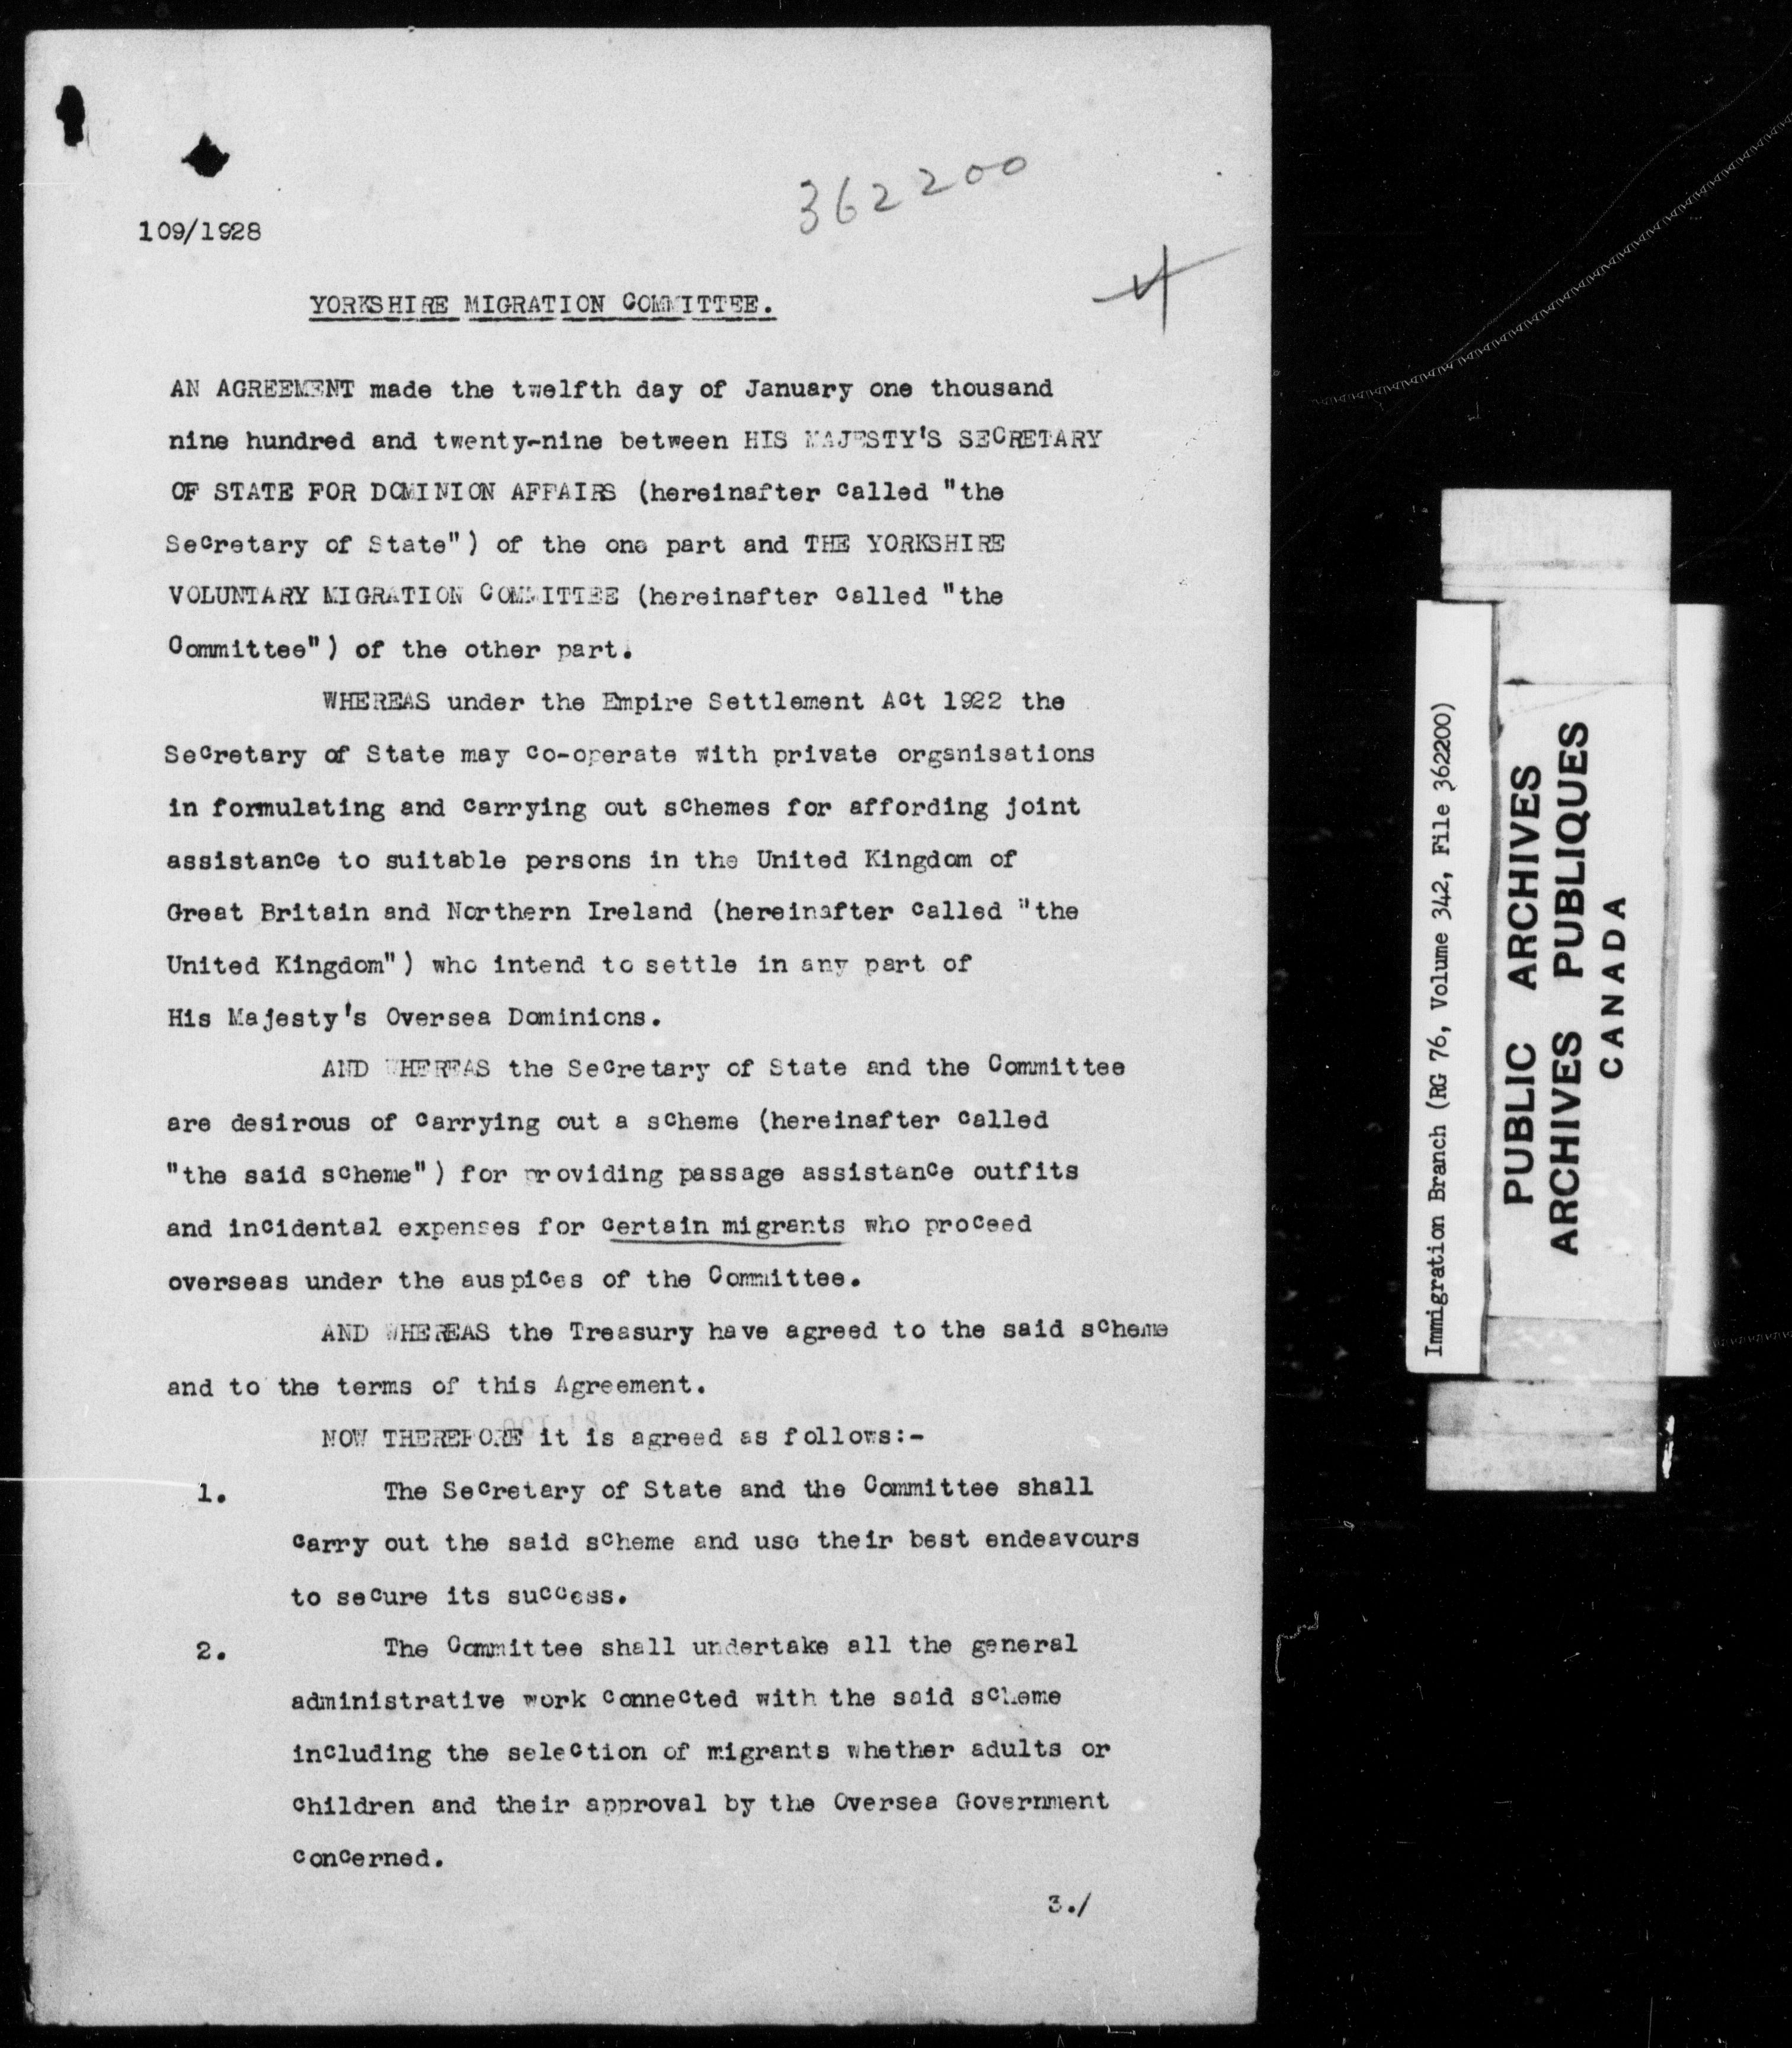 362200
109/1928
YORKSHIRE MIGRATION COMMITTEE.
AN AGREEMENT made the twelfth day of January one thousand
nine hundred and twenty-nine between HIS MAJESTY'S SECRETARY
OF STATE FOR DOMINION AFFAIRS (hereinafter called "the
Secretary of State") of the one part and THE YORKSHIRE
VOLUNTARY MIGRATION COMMITTEE (hereinafter called "the
Committee") of the other part.
WHEREAS under the Empire Settlement Act 1922 the
Secretary of State may co-operate with private organisations
in formulating and carrying out schemes for affording joint
assistance to suitable persons in the United Kingdom of
Great Britain and Northern Ireland (hereinafter called "the
United Kingdom") who intend to settle in any part of
His Majesty's Oversea Dominions.
AND WHEREAS the Secretary of State and the Committee
are desirous of carrying out a scheme (hereinafter called
"the said scheme") for providing passage assistance outfits
and incidental expenses for certain migrants who proceed
overseas under the auspices of the Committee.
AND WHEREAS the Treasury have agreed to the said scheme
and to the terms of this Agreement.
NOW THEREFORE it is agreed as follows:-
1. The Secretary of State and the Committee shall
carry out the said scheme and use their best endeavours
to secure its success.
2. The Committee shall undertake all the general
administrative work connected with the said scheme
including the selection of migrants whether adults or
children and their approval by the Oversea Government
concerned.
3./
Immigration Branch (RG 76, Volume 342, File 362200)
PUBLIC ARCHIVES
ARCHIVES PUBLIQUES
CANADA